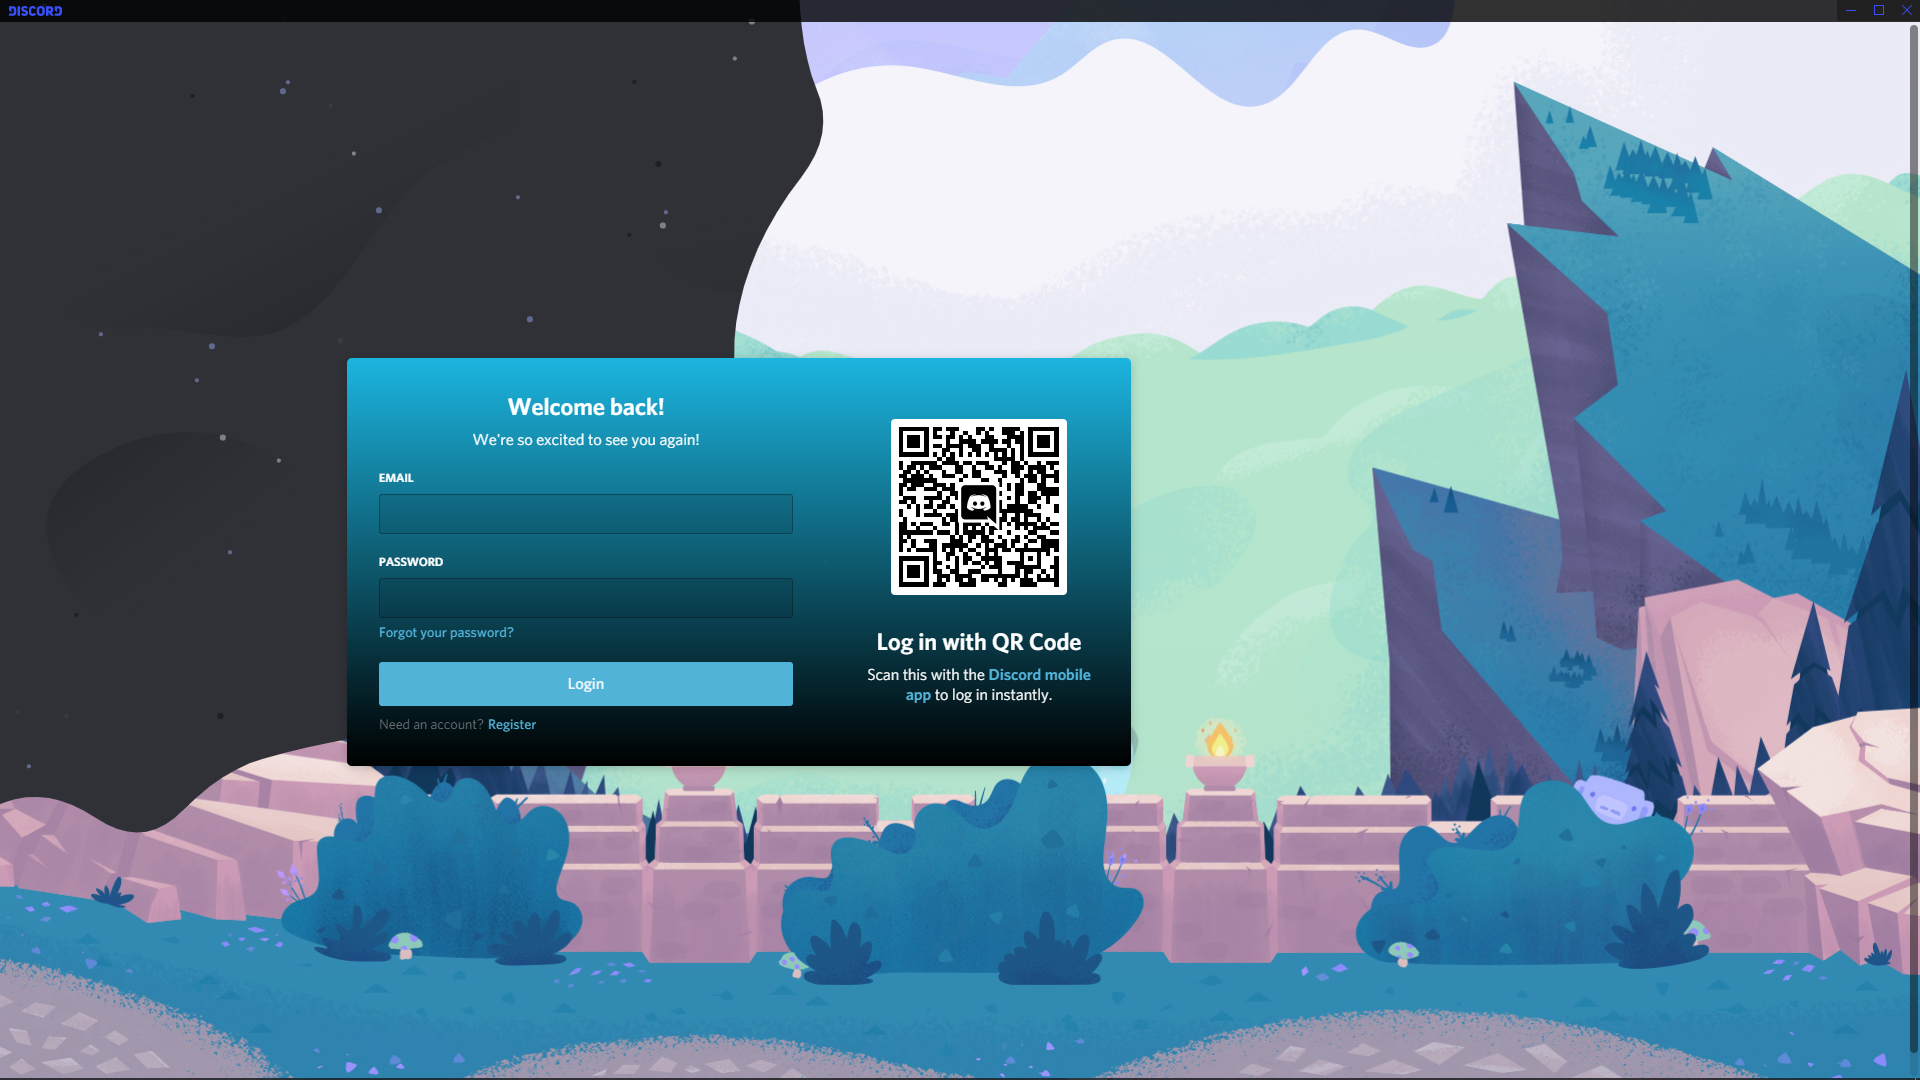 DISCORD
Welcome back!
We're so excited to see you again!
EMAIL
PASSWORD
Forgot your password?
Login
Need an account? Register
Log in with QR Code
Scan this with the Discord mobile
app to log in instantly.